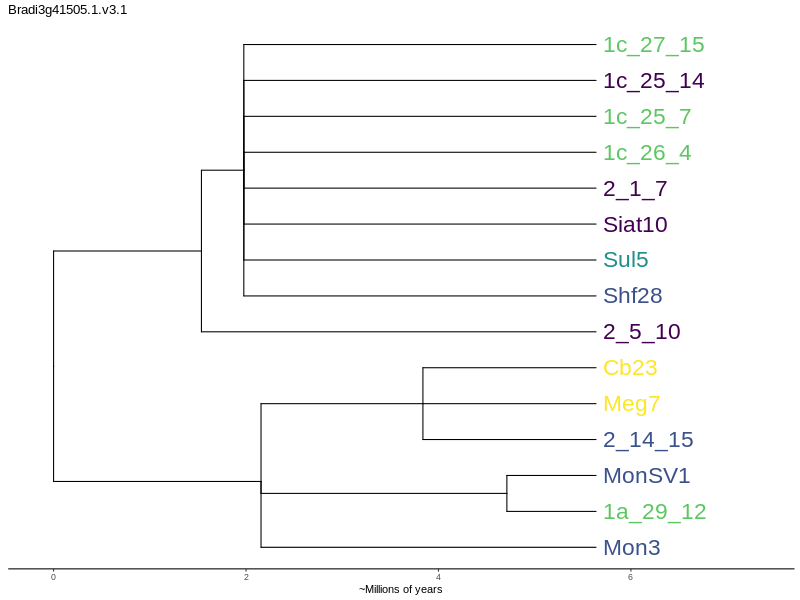 Bradi3g41505.1.v3.1
1c_27_15
1c_25_14
1c_25_7
1c_26_4
2_1_7
Siat10
Sul5
Shf28
2_5_10
Cb23
Meg7
2_14_15
MonSV1
1a_29_12
Mon3
0 2 4 6
~Millions of years